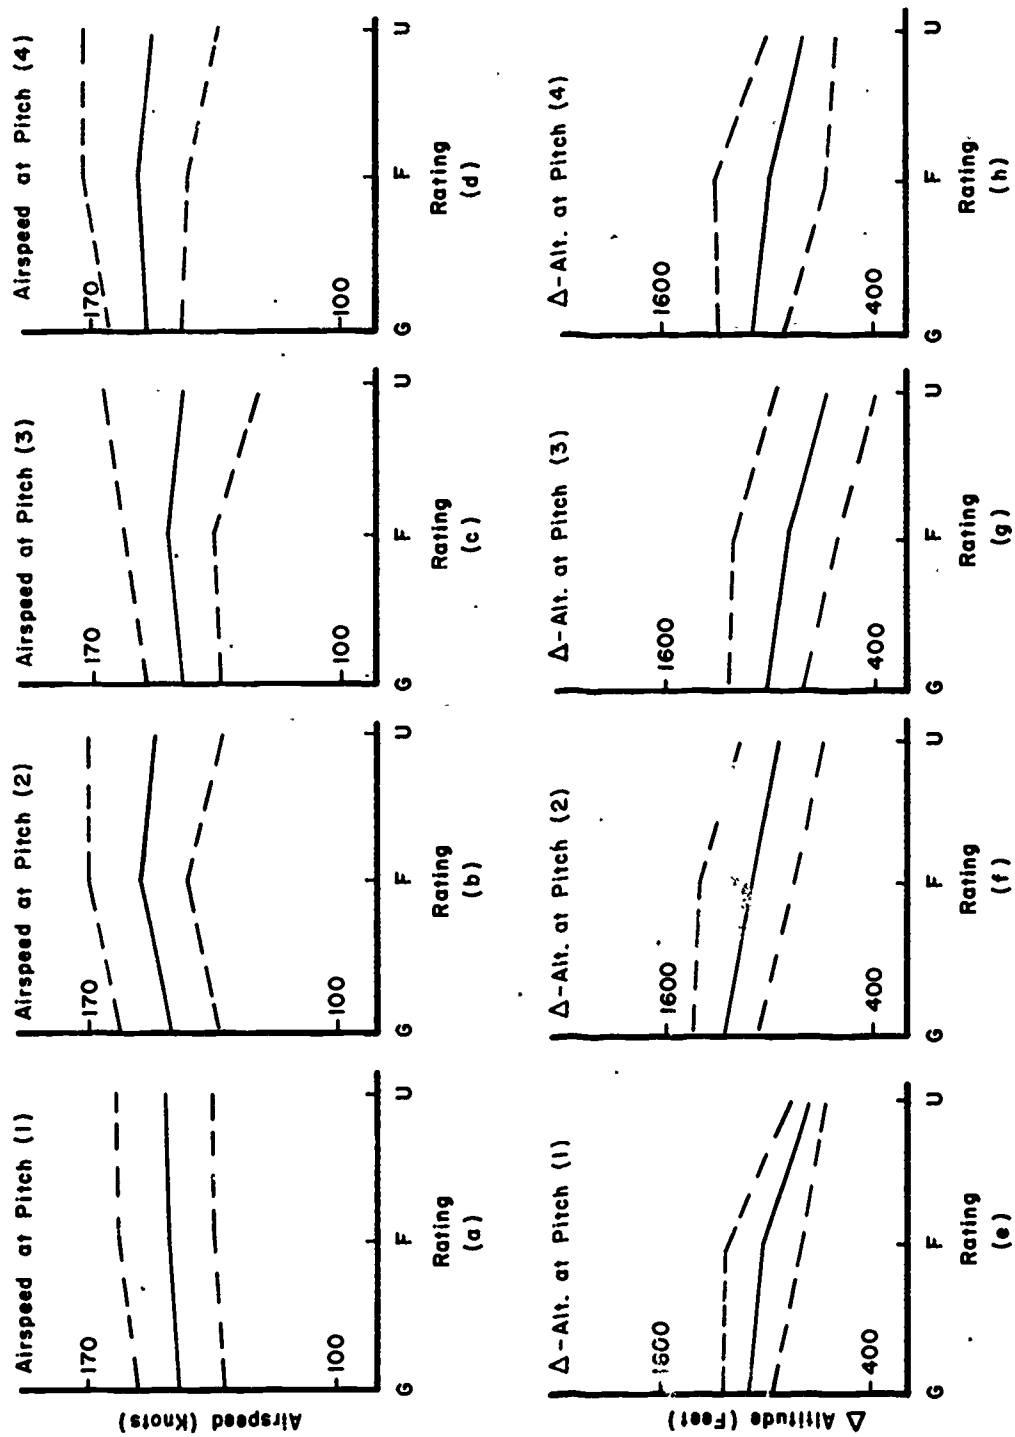 Airspeed at Pitch (1)
Airspeed (Knots)
170
100
G F U
Rating
(a)
Airspeed at Pitch (2)
170
100
G F U
Rating
(b)
Airspeed at Pitch (3)
170
100
G F U
Rating
(c)
Airspeed at Pitch (4)
170
100
G F U
Rating
(d)
Δ-Alt. at Pitch (1)
Δ Altitude (Feet)
1600
400
G F U
Rating
(e)
Δ-Alt. at Pitch (2)
1600
400
G F U
Rating
(f)
Δ-Alt. at Pitch (3)
1600
400
G F U
Rating
(g)
Δ-Alt. at Pitch (4)
1600
400
G F U
Rating
(h)